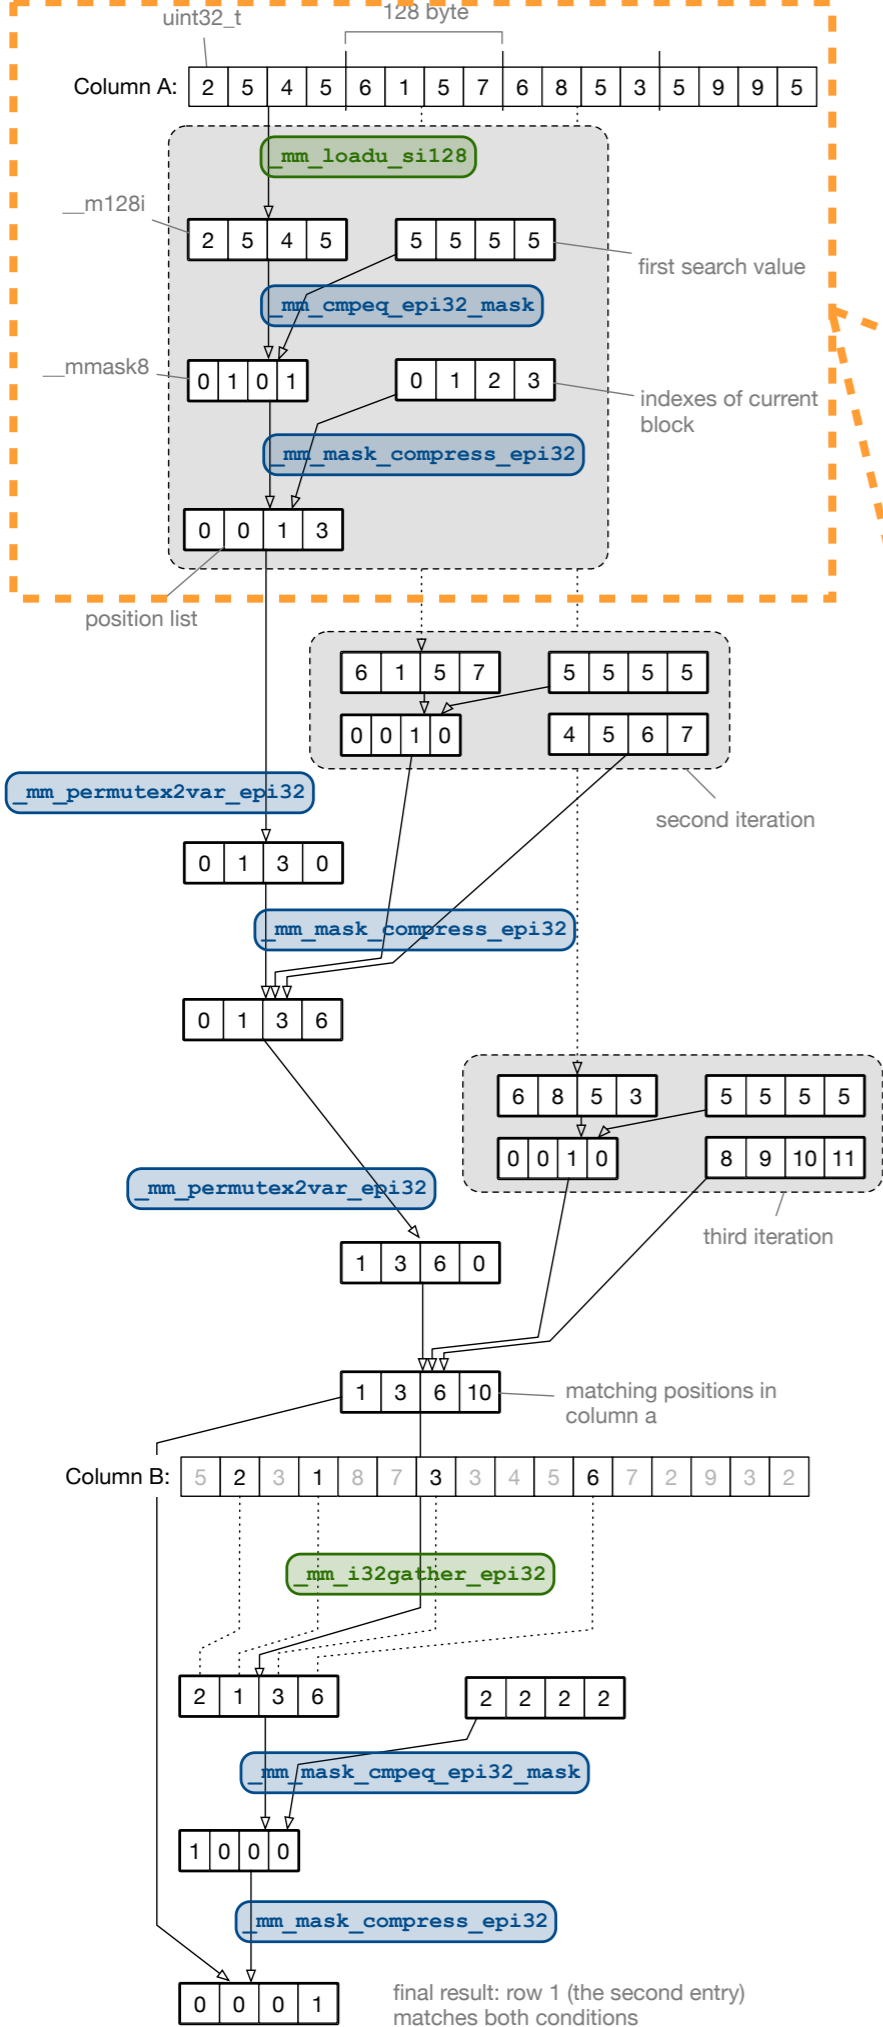 uint32_t
128 byte
Column A: 2 5 4 5 6 1 5 7 6 8 5 3 5 9 9 5
_mm_loadu_si128
__m128i
2 5 4 5
5 5 5 5
first search value
_mm_cmpeq_epi32_mask
__mmask8
0 1 0 1
0 1 2 3
indexes of current
block
_mm_mask_compress_epi32
0 0 1 3
position list
6 1 5 7
5 5 5 5
0 0 1 0
4 5 6 7
_mm_permutex2var_epi32
second iteration
0 1 3 0
_mm_mask_compress_epi32
0 1 3 6
6 8 5 3
5 5 5 5
0 0 1 0
8 9 10 11
_mm_permutex2var_epi32
third iteration
1 3 6 0
1 3 6 10
matching positions in
column a
Column B: 5 2 3 1 8 7 3 3 4 5 6 7 2 9 3 2
_mm_i32gather_epi32
2 1 3 6
2 2 2 2
_mm_mask_cmpeq_epi32_mask
1 0 0 0
_mm_mask_compress_epi32
0 0 0 1
final result: row 1 (the second entry)
matches both conditions